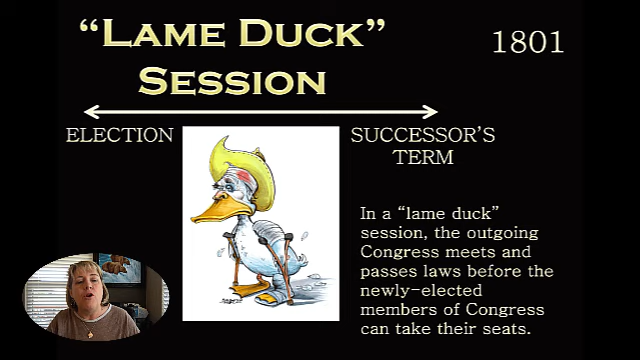 “LAME DUCK”
SESSION
1801
ELECTION
SUCCESSOR’S
TERM
In a “lame duck”
session, the outgoing
Congress meets and
passes laws before the
newly-elected
members of Congress
can take their seats.